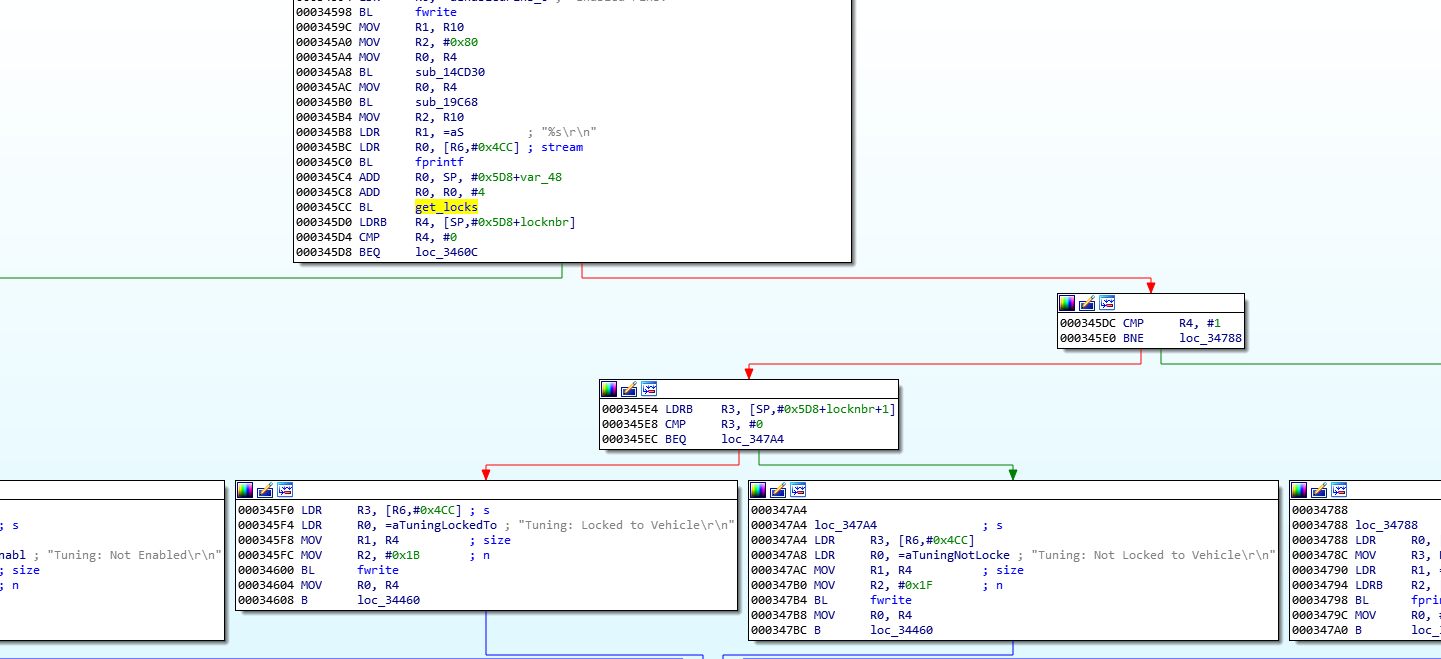 00034598 BL fwrite
0003459C MOV R1, R10
000345A0 MOV R2, #0x80
000345A4 MOV R0, R4
000345A8 BL sub_14CD30
000345AC MOV R0, R4
000345B0 BL sub_19C68
000345B4 MOV R2, R10
000345B8 LDR R1, =aS ; "%s\r\n"
000345BC LDR R0, [R6,#0x4CC] ; stream
000345C0 BL fprintf
000345C4 ADD R0, SP, #0x5D8+var_48
000345C8 ADD R0, R0, #4
000345CC BL get_locks
000345D0 LDRB R4, [SP,#0x5D8+locknbr]
000345D4 CMP R4, #0
000345D8 BEQ loc_3460C
000345DC CMP R4, #1
000345E0 BNE loc_34788
000345E4 LDRB R3, [SP,#0x5D8+locknbr+1]
000345E8 CMP R3, #0
000345EC BEQ loc_347A4
; s
nabl ; "Tuning: Not Enabled\r\n"
; size
; n
000345F0 LDR R3, [R6,#0x4CC] ; s
000345F4 LDR R0, =aTuningLockedTo ; "Tuning: Locked to Vehicle\r\n"
000345F8 MOV R1, R4 ; size
000345FC MOV R2, #0x1B ; n
00034600 BL fwrite
00034604 MOV R0, R4
00034608 B loc_34460
000347A4
000347A4 loc_347A4 ; s
000347A4 LDR R3, [R6,#0x4CC]
000347A8 LDR R0, =aTuningNotLocke ; "Tuning: Not Locked to Vehicle\r\n"
000347AC MOV R1, R4 ; size
000347B0 MOV R2, #0x1F ; n
000347B4 BL fwrite
000347B8 MOV R0, R4
000347BC B loc_34460
00034788
00034788 loc_34788
00034788 LDR R0,
0003478C MOV R3,
00034790 LDR R1,
00034794 LDRB R2,
00034798 BL fpri
0003479C MOV R0,
000347A0 B loc_